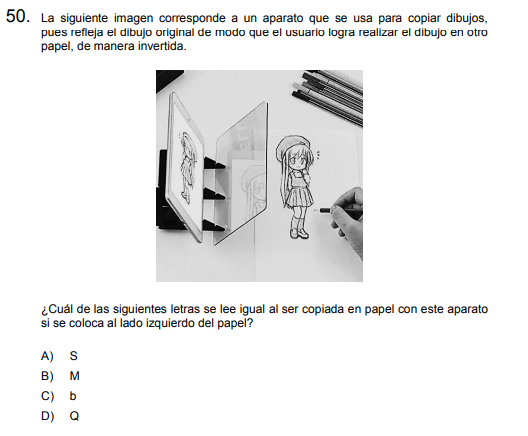 50. La siguiente imagen corresponde a un aparato que se usa para copiar dibujos,
pues refleja el dibujo original de modo que el usuario logra realizar el dibujo en otro
papel, de manera invertida.
¿Cuál de las siguientes letras se lee igual al ser copiada en papel con este aparato
si se coloca al lado izquierdo del papel?
A) S
B) M
C) b
D) Q